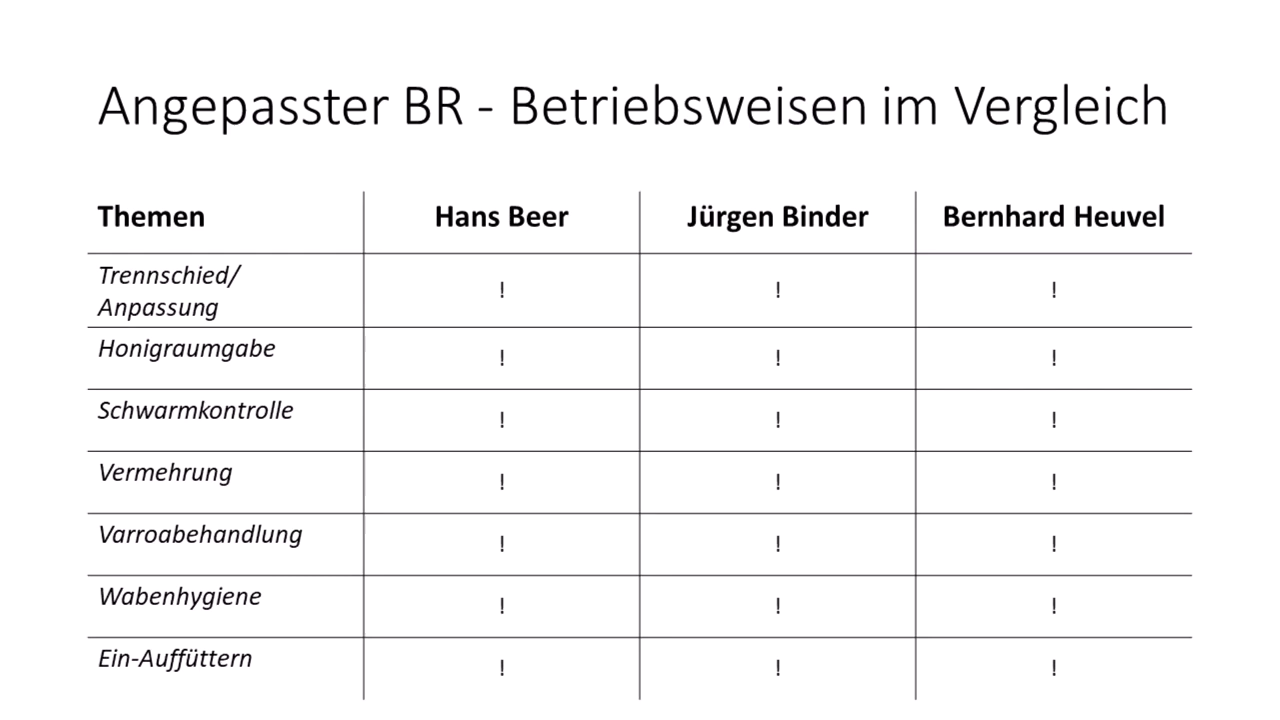 Angepasster BR - Betriebsweisen im Vergleich
Themen Hans Beer Jürgen Binder Bernhard Heuvel
Trennschied/
Anpassung ! ! !
Honigraumgabe ! ! !
Schwarmkontrolle ! ! !
Vermehrung ! ! !
Varroabehandlung ! ! !
Wabenhygiene ! ! !
Ein-Auffüttern ! ! !